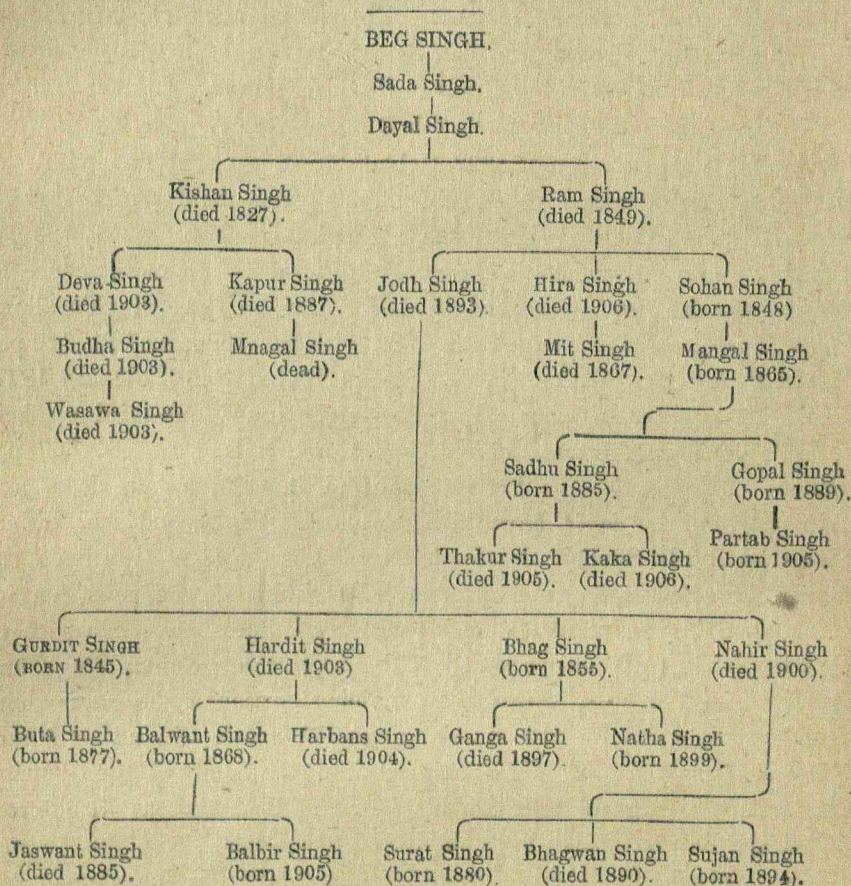 BEG SINGH.
Sada Singh.
Dayal Singh.
Kishan Singh Ram Singh
(died 1827). (died 1849).
Deva Singh Kapur Singh Jodh Singh Hira Singh Sohan Singh
(died 1903). (died 1887). (died 1893). (died 1906). (born 1848)
Budha Singh Mnagal Singh Mit Singh Mangal Singh
(died 1903). (dead). (died 1867). (born 1865).
Wasawa Singh
(died 1903).
Sadhu Singh Gopal Singh
(born 1885). (born 1889).
Thakur Singh Kaka Singh Partab Singh
(died 1905). (died 1906). (born 1905).
GURDIT SINGH Hardit Singh Bhag Singh Nahir Singh
(BORN 1845). (died 1903) (born 1855). (died 1900).
Buta Singh Balwant Singh Harbans Singh Ganga Singh Natha Singh
(born 1877). (born 1868). (died 1904). (died 1897). (born 1899).
Jaswant Singh Balbir Singh Surat Singh Bhagwan Singh Sujan Singh
(died 1885). (born 1905) (born 1880). (died 1890). (born 1894).